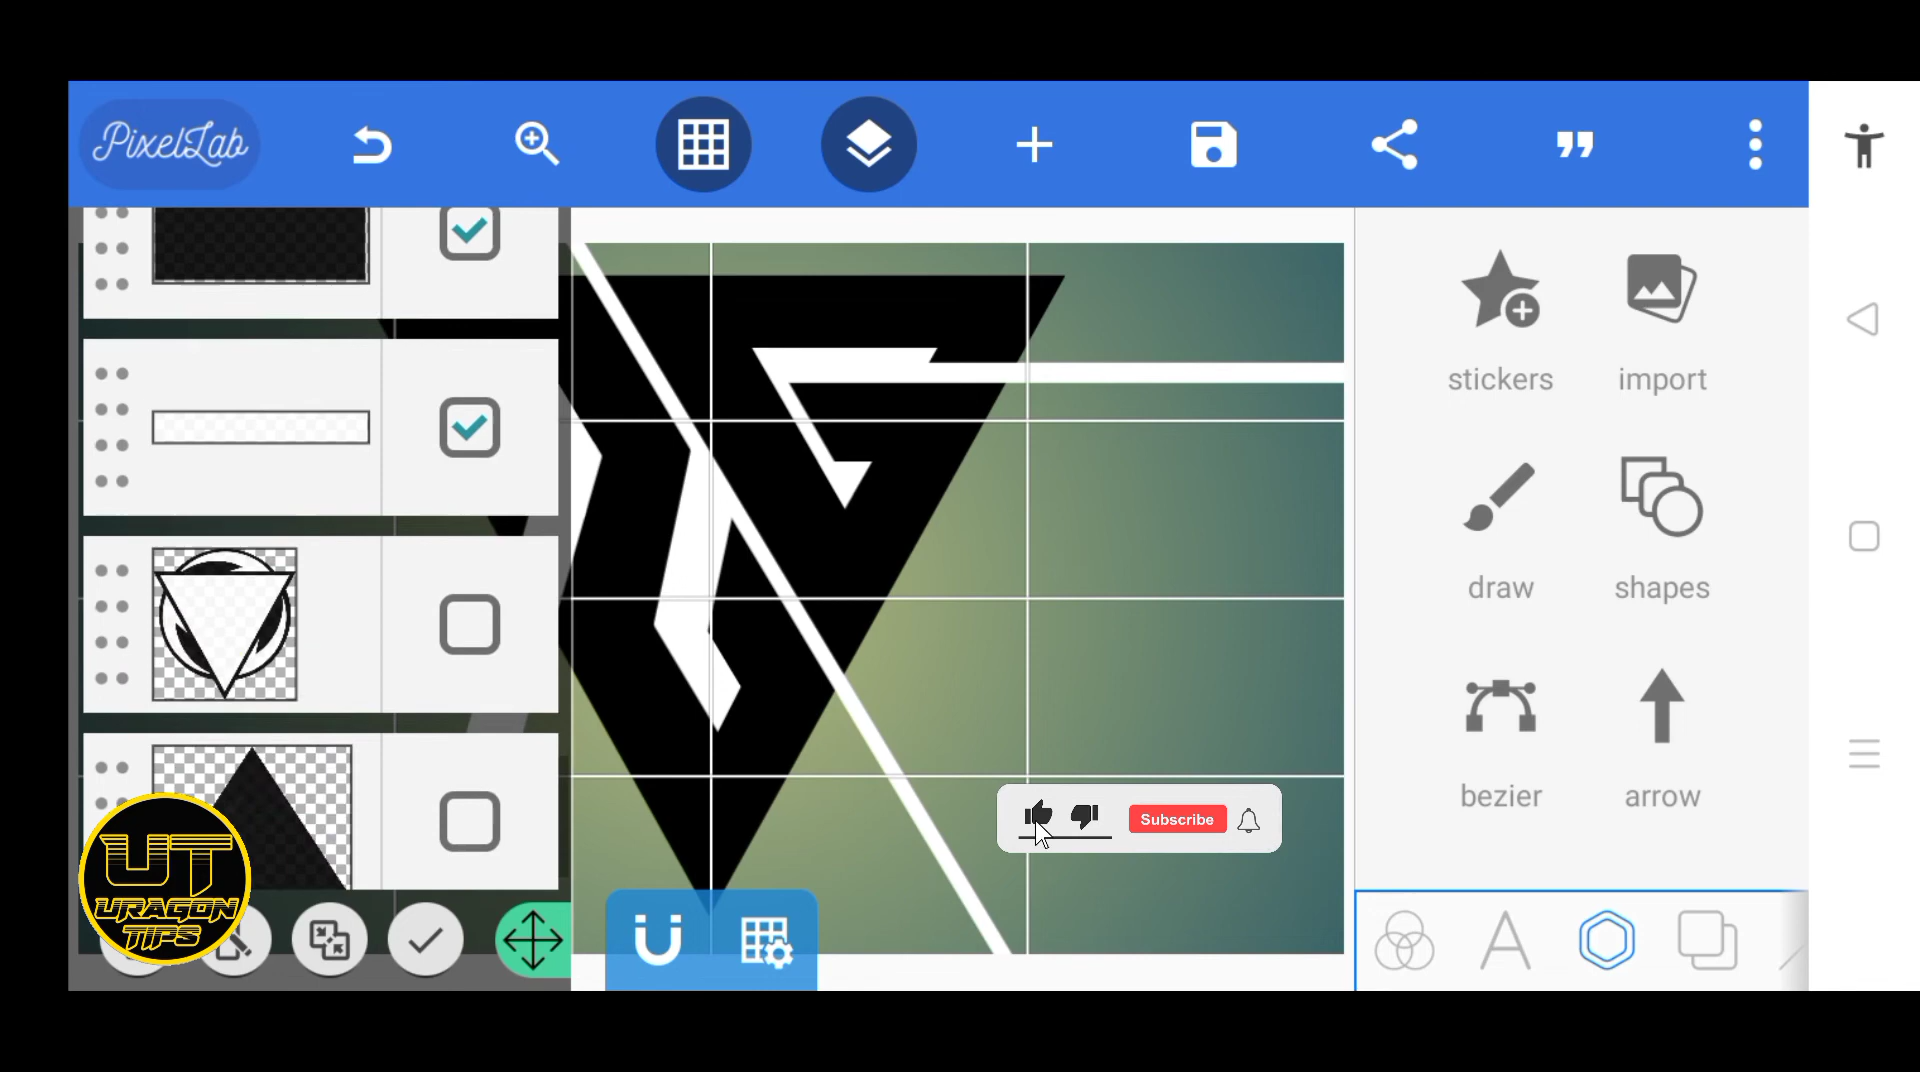 PixelLab
stickers
import
draw
shapes
bezier
arrow
Subscribe
UT
URAGON
TIPS